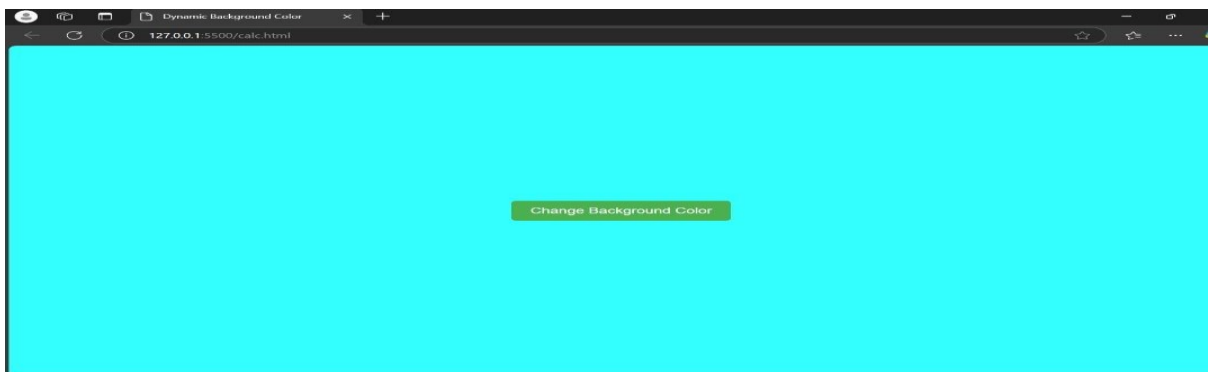 Dynamic Background Color
127.0.0.1:5500/calc.html
Change Background Color